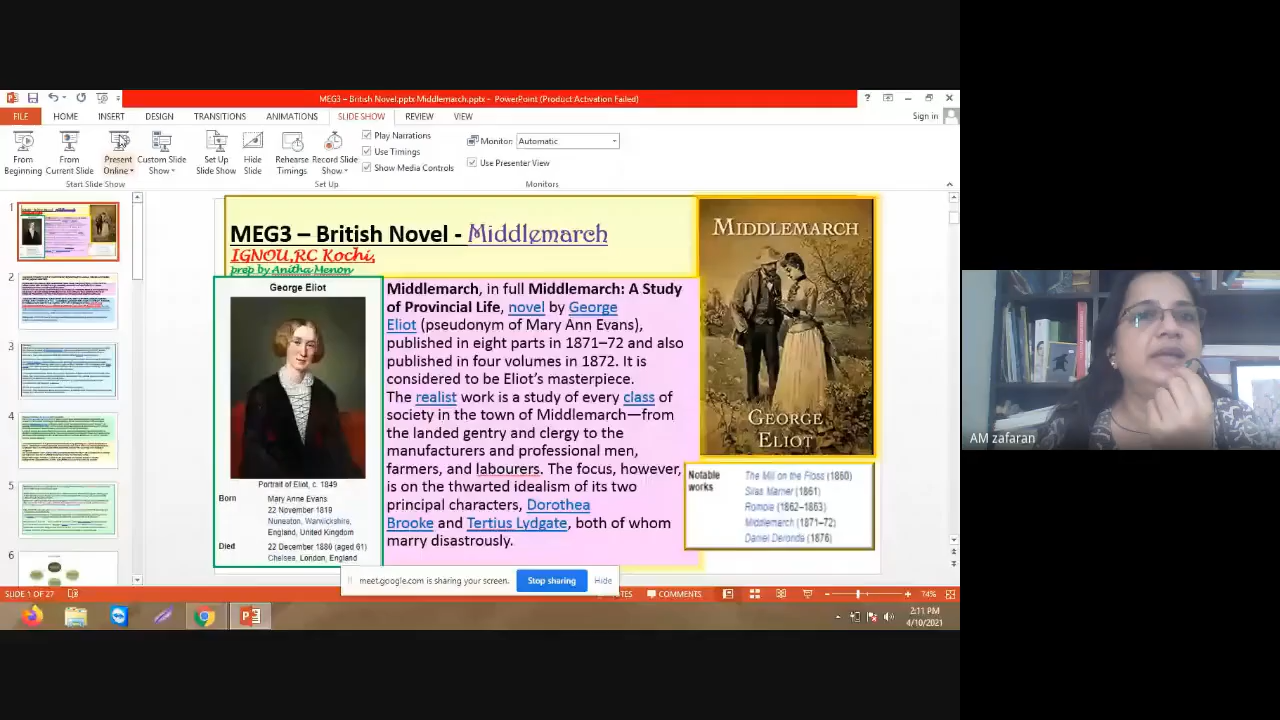 MEG3 – British Novel.pptx Middlemarch.pptx - PowerPoint (Product Activation Failed)
FILE HOME INSERT DESIGN TRANSITIONS ANIMATIONS SLIDE SHOW REVIEW VIEW
Sign in
From Beginning
From Current Slide
Present Online
Custom Slide Show
Set Up Slide Show
Hide Slide
Rehearse Timings
Record Slide Show
Play Narrations
Use Timings
Show Media Controls
Monitor: Automatic
Use Presenter View
Start Slide Show
Set Up
Monitors
1
2
3
4
5
6
MEG3 – British Novel - Middlemarch
IGNOU,RC Kochi,
prep by Anitha Menon
George Eliot
Portrait of Eliot, c. 1849
Born Mary Anne Evans
22 November 1819
Nuneaton, Warwickshire,
England, United Kingdom
Died 22 December 1880 (aged 61)
Chelsea, London, England
Middlemarch, in full Middlemarch: A Study
of Provincial Life, novel by George
Eliot (pseudonym of Mary Ann Evans),
published in eight parts in 1871–72 and also
published in four volumes in 1872. It is
considered to be Eliot's masterpiece.
The realist work is a study of every class of
society in the town of Middlemarch—from
the landed gentry and clergy to the
manufacturers and professional men,
farmers, and labourers. The focus, however,
is on the thwarted idealism of its two
principal characters, Dorothea
Brooke and Tertius Lydgate, both of whom
marry disastrously.
MIDDLEMARCH
GEORGE
ELIOT
Notable works
The Mill on the Floss (1860)
Silas Marner (1861)
Romola (1862–1863)
Middlemarch (1871–72)
Daniel Deronda (1876)
meet.google.com is sharing your screen. Stop sharing Hide
SLIDE 1 OF 27
COMMENTS
74%
2:11 PM
4/10/2021
AM zafaran